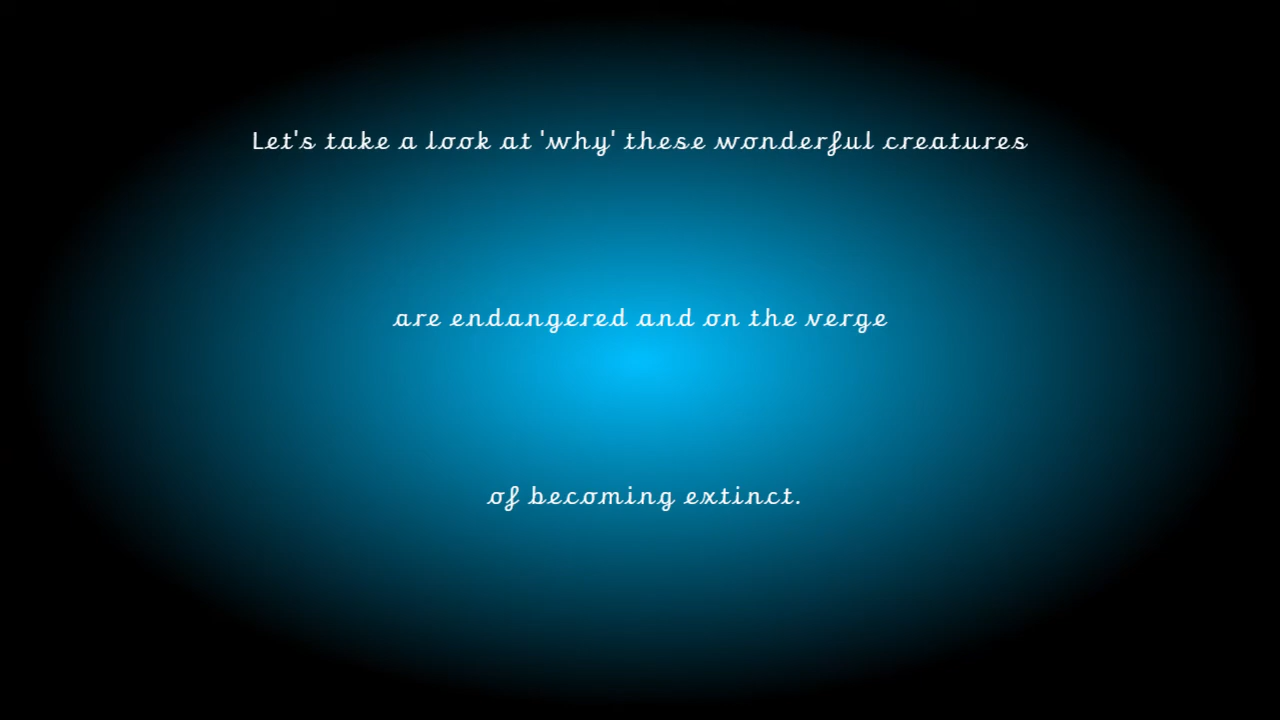 Let's take a look at 'why' these wonderful creatures
are endangered and on the verge
of becoming extinct.